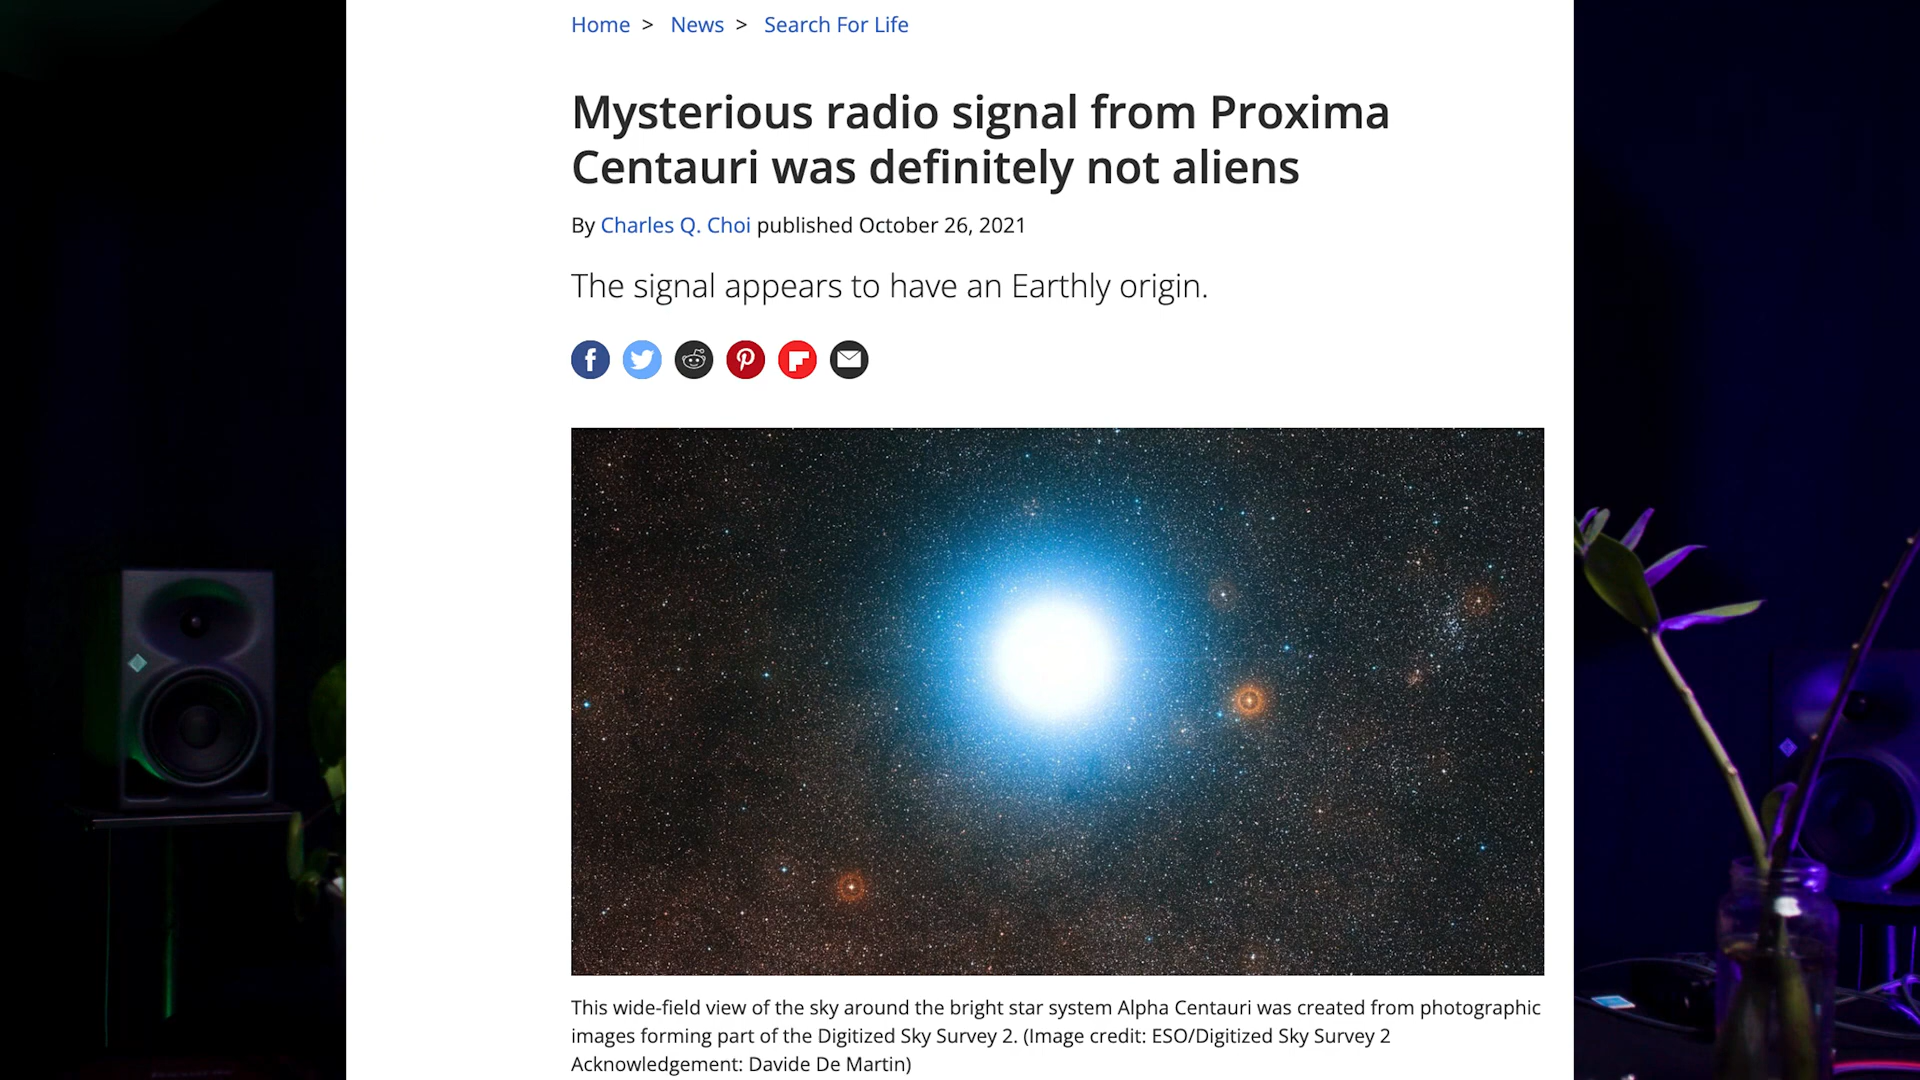 Home > News > Search For Life
Mysterious radio signal from Proxima
Centauri was definitely not aliens
By Charles Q. Choi published October 26, 2021
The signal appears to have an Earthly origin.
This wide-field view of the sky around the bright star system Alpha Centauri was created from photographic
images forming part of the Digitized Sky Survey 2. (Image credit: ESO/Digitized Sky Survey 2
Acknowledgement: Davide De Martin)